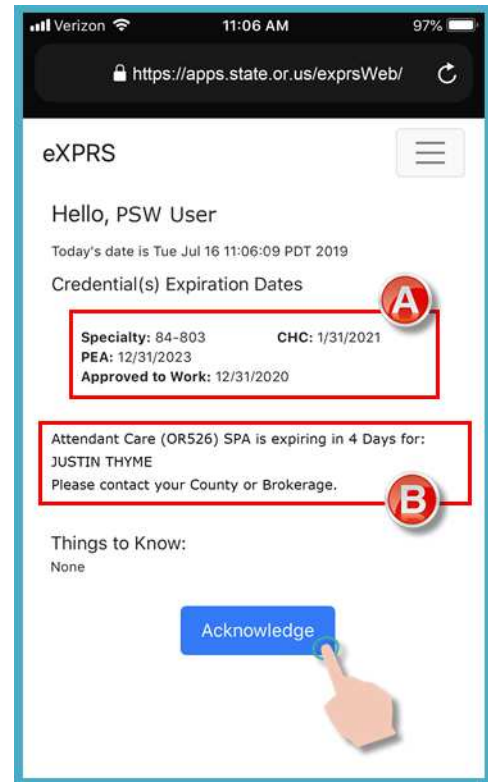 Verizon 11:06 AM 97%
https://apps.state.or.us/exprsWeb/
eXPRS
Hello, PSW User
Today's date is Tue Jul 16 11:06:09 PDT 2019
Credential(s) Expiration Dates
A
Specialty: 84-803 CHC: 1/31/2021
PEA: 12/31/2023
Approved to Work: 12/31/2020
Attendant Care (OR526) SPA is expiring in 4 Days for:
JUSTIN THYME
Please contact your County or Brokerage.
B
Things to Know:
None
Acknowledge